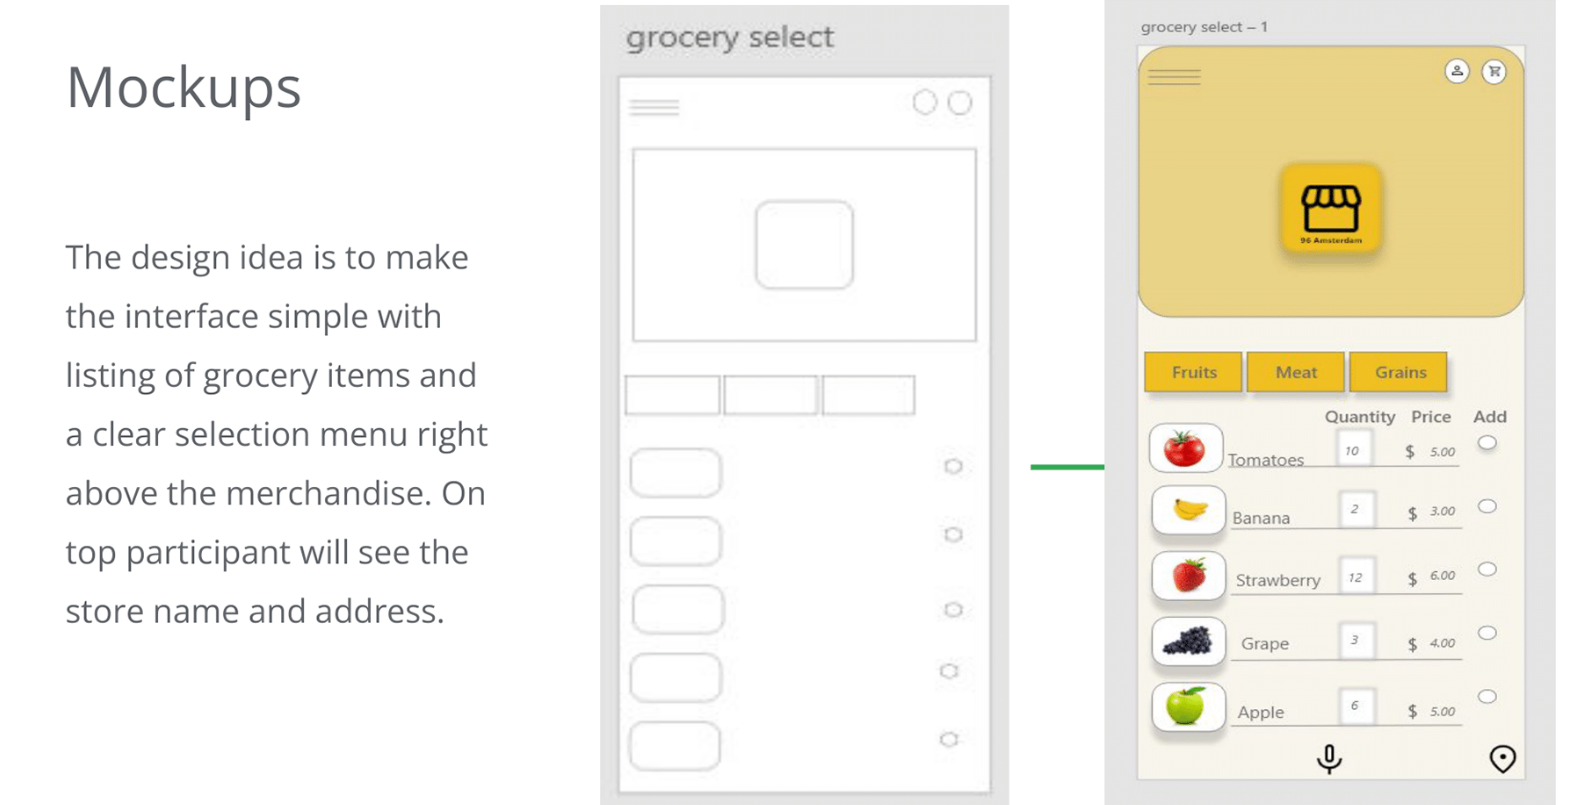 Mockups
The design idea is to make
the interface simple with
listing of grocery items and
a clear selection menu right
above the merchandise. On
top participant will see the
store name and address.
grocery select
grocery select – 1
96 Amsterdam
Fruits Meat Grains
Quantity Price Add
Tomatoes 10 $ 5.00
Banana 2 $ 3.00
Strawberry 12 $ 6.00
Grape 3 $ 4.00
Apple 6 $ 5.00